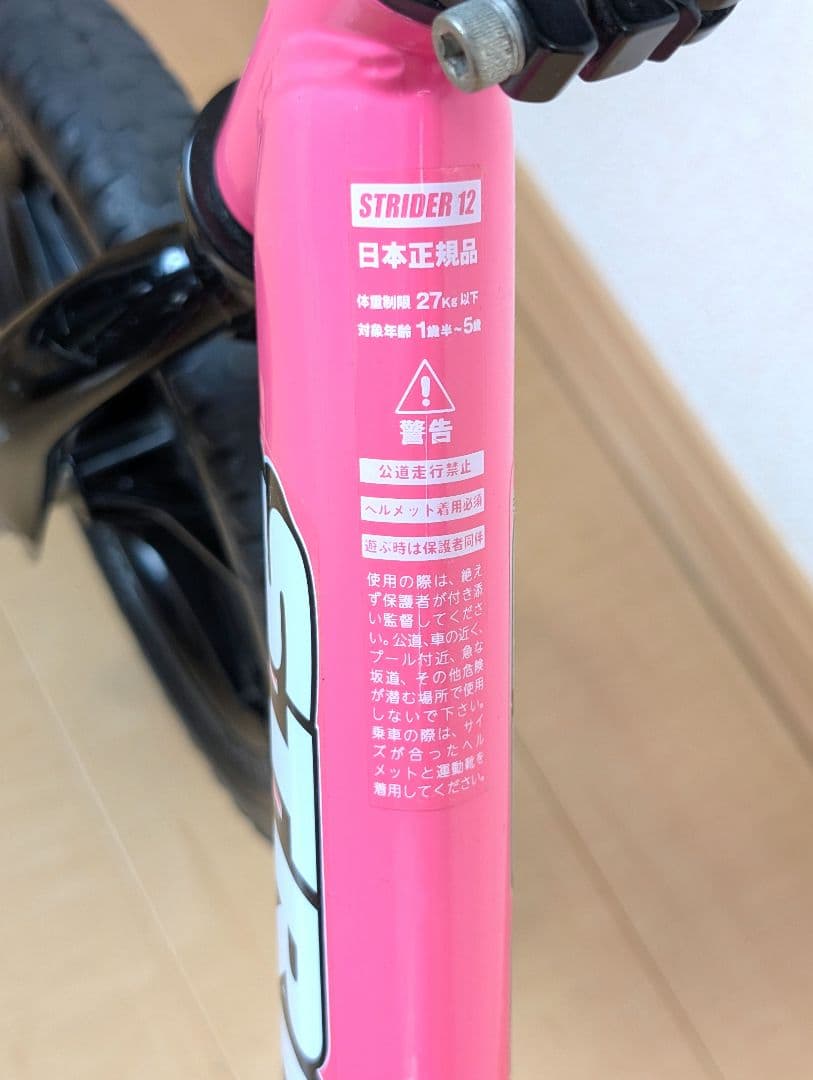 STRIDER 12
日本正規品
体重制限 27Kg 以下
対象年齢 1歳半~5歳
警告
公道走行禁止
ヘルメット着用必須
遊ぶ時は保護者同伴
使用の際は、絶え
ず保護者が付き添
い監督してくださ
い。公道、車の近く、
プール付近、急な
坂道、その他危険
が潜む場所で使用
しないで下さい。
乗車の際は、サイ
ズが合ったヘル
メットと運動靴を
着用してください。